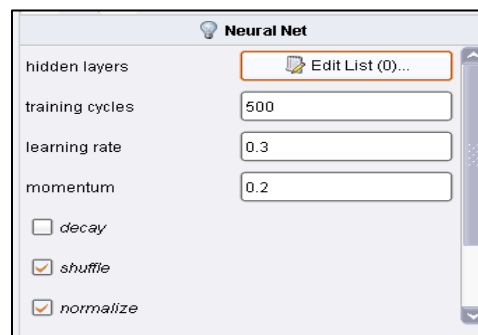 Neural Net
hidden layers Edit List (0)...
training cycles 500
learning rate 0.3
momentum 0.2
decay
shuffle
normalize